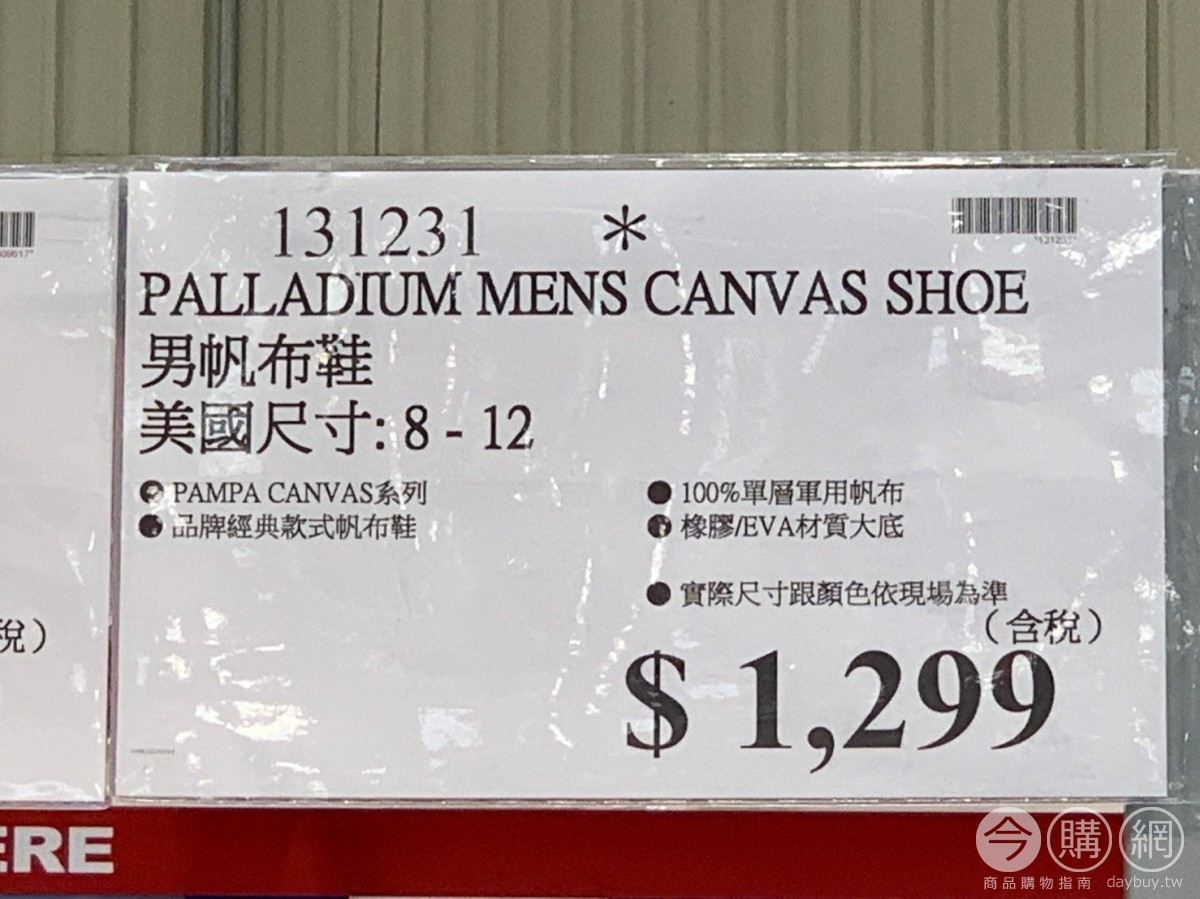 131231 *
PALLADIUM MENS CANVAS SHOE
男帆布鞋
美國尺寸: 8 - 12
● PAMPA CANVAS系列
● 品牌經典款式帆布鞋
● 100%單層軍用帆布
● 橡膠/EVA材質大底
● 實際尺寸跟顏色依現場為準
（含稅）
$ 1,299
稅）
ERE
今購網
商品購物指南 daybuy.tw